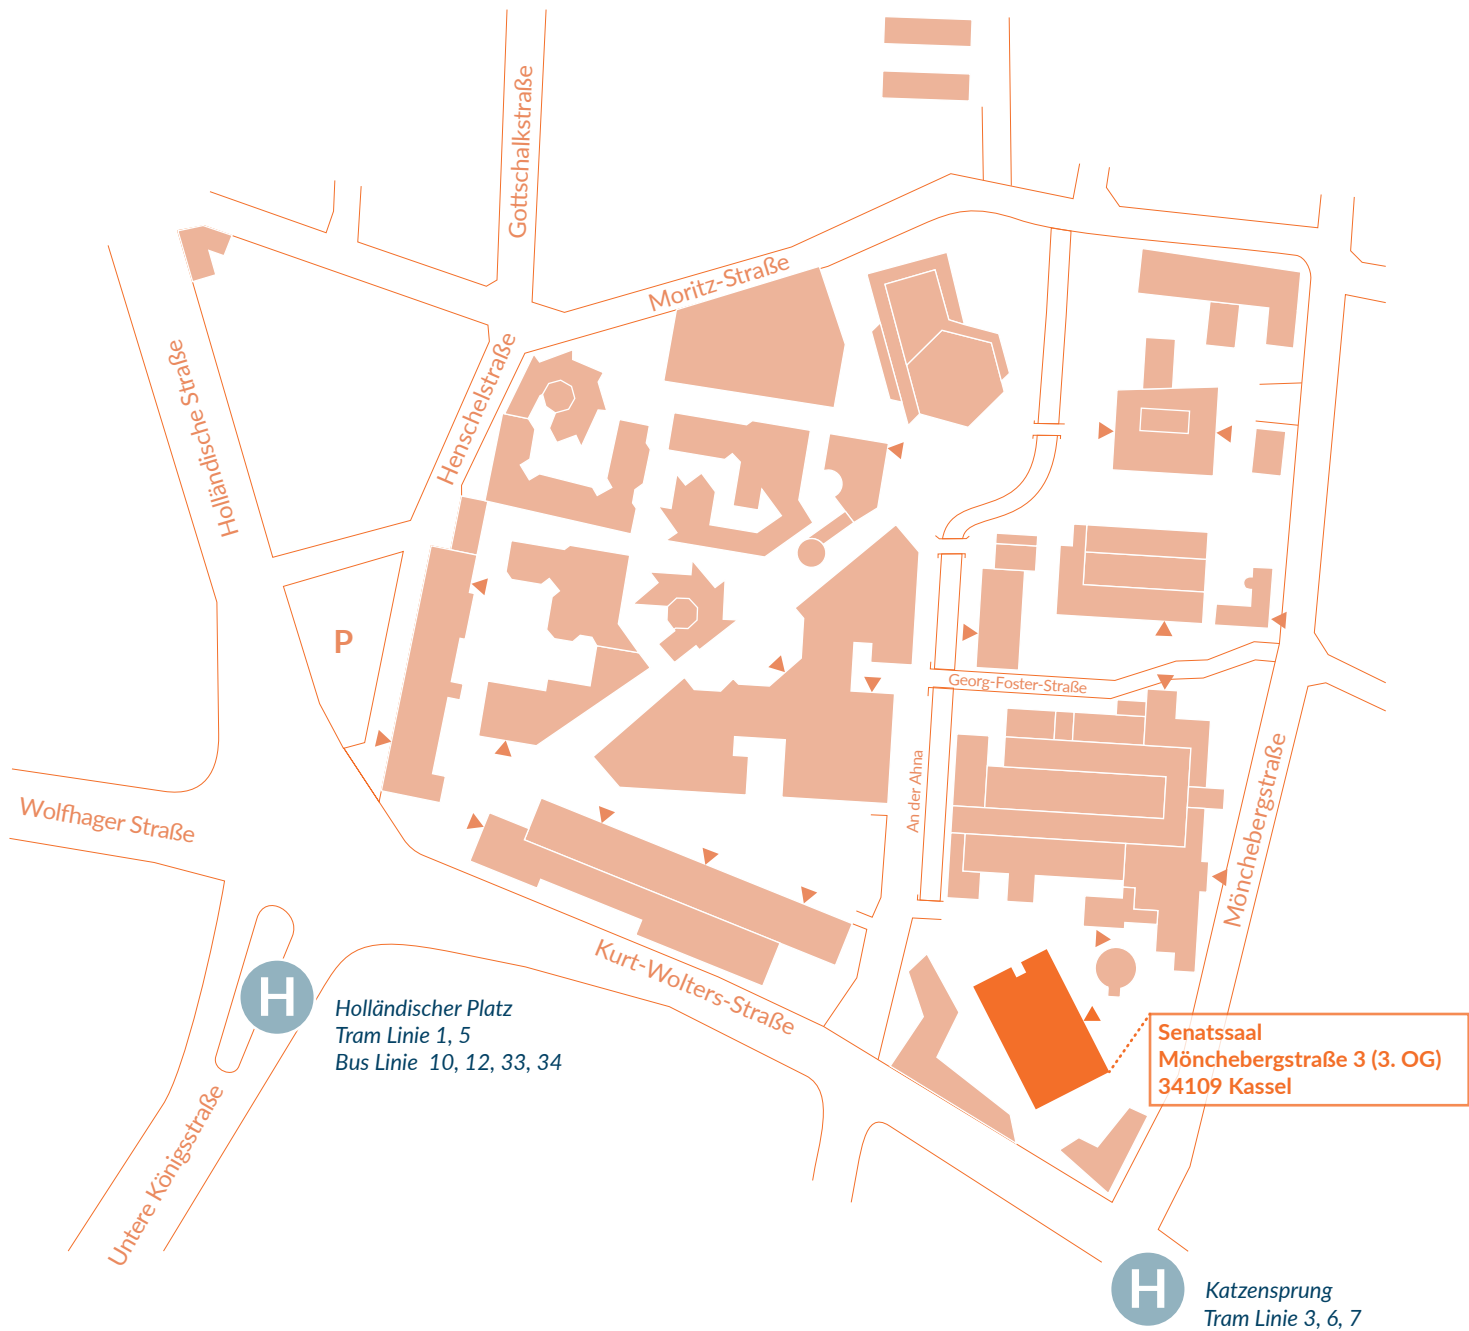 Gottschalkstraße
Moritz-Straße
Holländische Straße
Henschelstraße
P
Georg-Foster-Straße
An der Ahna
Mönchebergstraße
Wolfhager Straße
Kurt-Wolters-Straße
H
Holländischer Platz
Tram Linie 1, 5
Bus Linie 10, 12, 33, 34
Senatssaal
Mönchebergstraße 3 (3. OG)
34109 Kassel
Untere Königsstraße
H
Katzensprung
Tram Linie 3, 6, 7